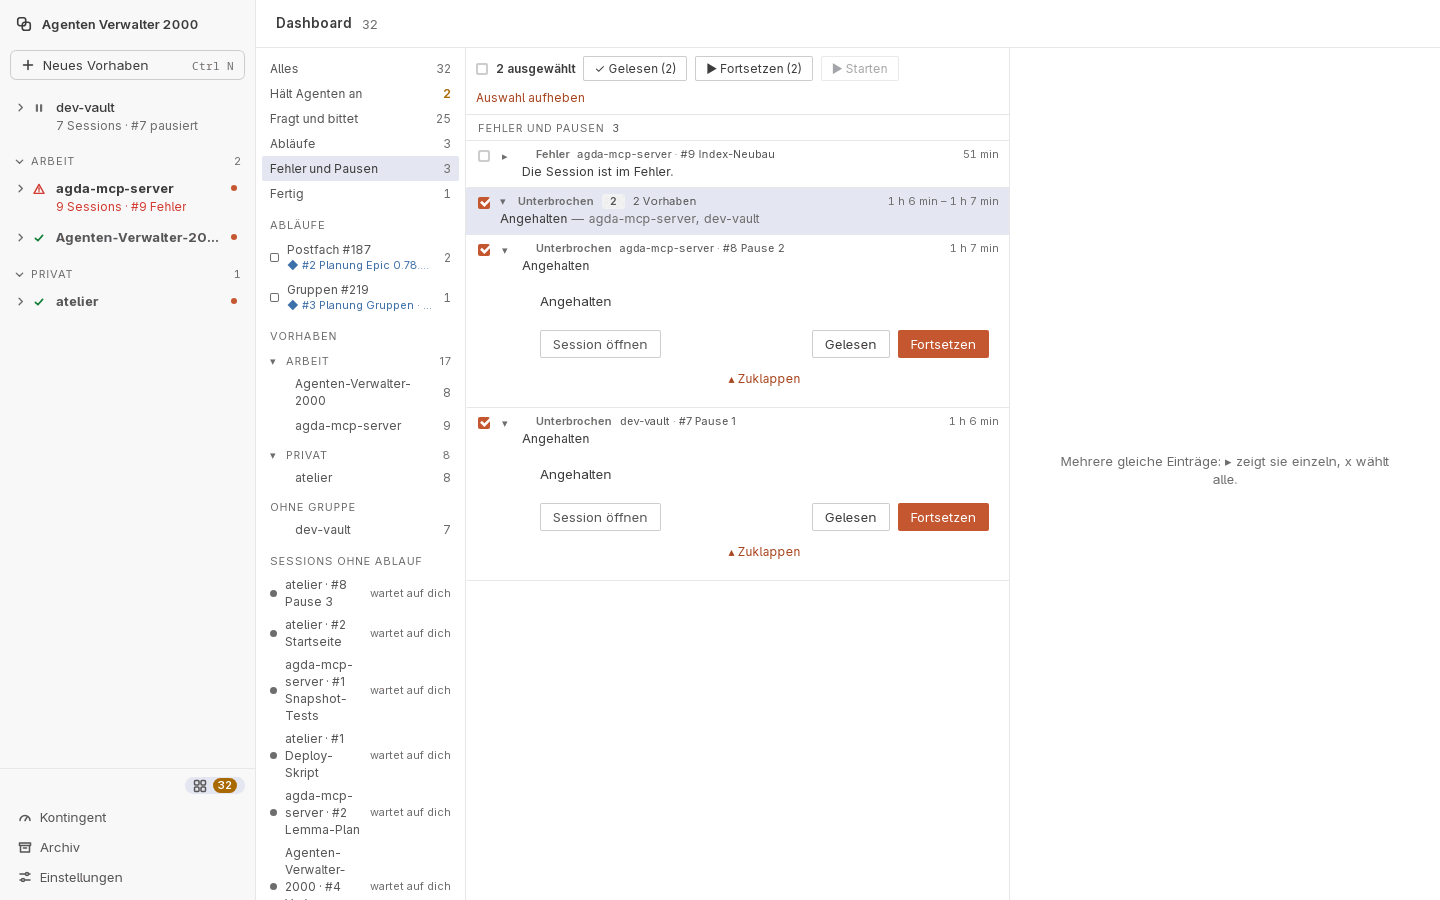 Agenten Verwalter 2000
Neues Vorhaben Ctrl N
dev-vault
7 Sessions · #7 pausiert
ARBEIT 2
agda-mcp-server
9 Sessions · #9 Fehler
Agenten-Verwalter-20...
PRIVAT 1
atelier
32
Kontingent
Archiv
Einstellungen
Dashboard 32
Alles 32
Hält Agenten an 2
Fragt und bittet 25
Abläufe 3
Fehler und Pausen 3
Fertig 1
ABLÄUFE
Postfach #187
#2 Planung Epic 0.78.... 2
Gruppen #219
#3 Planung Gruppen · ... 1
VORHABEN
▾ ARBEIT 17
Agenten-Verwalter-
2000 8
agda-mcp-server 9
▾ PRIVAT 8
atelier 8
OHNE GRUPPE
dev-vault 7
SESSIONS OHNE ABLAUF
atelier · #8
Pause 3 wartet auf dich
atelier · #2
Startseite wartet auf dich
agda-mcp-
server · #1
Snapshot-
Tests wartet auf dich
atelier · #1
Deploy-
Skript wartet auf dich
agda-mcp-
server · #2
Lemma-Plan wartet auf dich
Agenten-
Verwalter-
2000 · #4 wartet auf dich
2 ausgewählt ✓ Gelesen (2) ▶ Fortsetzen (2) ▶ Starten
Auswahl aufheben
FEHLER UND PAUSEN 3
▸ Fehler agda-mcp-server · #9 Index-Neubau 51 min
Die Session ist im Fehler.
▾ Unterbrochen 2 2 Vorhaben 1 h 6 min – 1 h 7 min
Angehalten — agda-mcp-server, dev-vault
▾ Unterbrochen agda-mcp-server · #8 Pause 2 1 h 7 min
Angehalten
Angehalten
Session öffnen Gelesen Fortsetzen
▴ Zuklappen
▾ Unterbrochen dev-vault · #7 Pause 1 1 h 6 min
Angehalten
Angehalten
Session öffnen Gelesen Fortsetzen
▴ Zuklappen
Mehrere gleiche Einträge: ▸ zeigt sie einzeln, x wählt
alle.